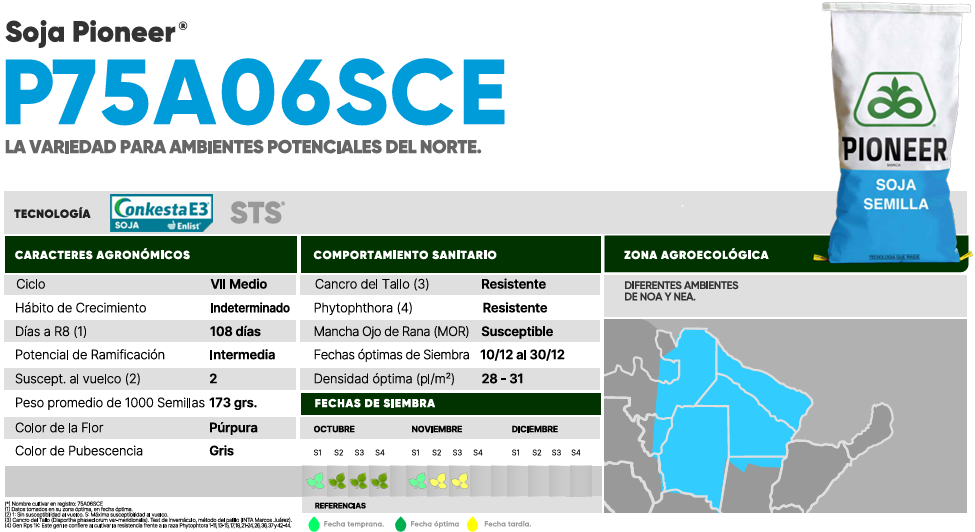 Soja Pioneer®
P75A06SCE
LA VARIEDAD PARA AMBIENTES POTENCIALES DEL NORTE.
PIONEER
SOJA
SEMILLA
TECNOLOGÍA QUE RINDE
TECNOLOGÍA
Conkesta E3
SOJA
Enlist
STS®
CARACTERES AGRONÓMICOS
Ciclo VII Medio
Hábito de Crecimiento Indeterminado
Días a R8 (1) 108 días
Potencial de Ramificación Intermedia
Suscept. al vuelco (2) 2
Peso promedio de 1000 Semillas 173 grs.
Color de la Flor Púrpura
Color de Pubescencia Gris
COMPORTAMIENTO SANITARIO
Cancro del Tallo (3) Resistente
Phytophthora (4) Resistente
Mancha Ojo de Rana (MOR) Susceptible
Fechas óptimas de Siembra 10/12 al 30/12
Densidad óptima (pl/m²) 28 - 31
FECHAS DE SIEMBRA
OCTUBRE NOVIEMBRE DICIEMBRE
S1 S2 S3 S4 S1 S2 S3 S4 S1 S2 S3 S4
REFERENCIAS
Fecha temprana. Fecha óptima Fecha tardía.
ZONA AGROECOLÓGICA
DIFERENTES AMBIENTES
DE NOA Y NEA.
(*) Nombre cultivar en registro: 75A06SCE
(1) Datos tomados en su zona óptima, en fecha óptima.
(2) 1: Sin susceptibilidad al vuelco. 5: Máxima susceptibilidad al vuelco.
(3) Cancro del Tallo (Diaporthe phaseolorum var-meridionalis). Test de invernáculo, método del palillo (INTA Marcos Juárez).
(4) Gen Rps 1K: Este gen le confiere al cultivar la resistencia frente a la raza Phytophtora